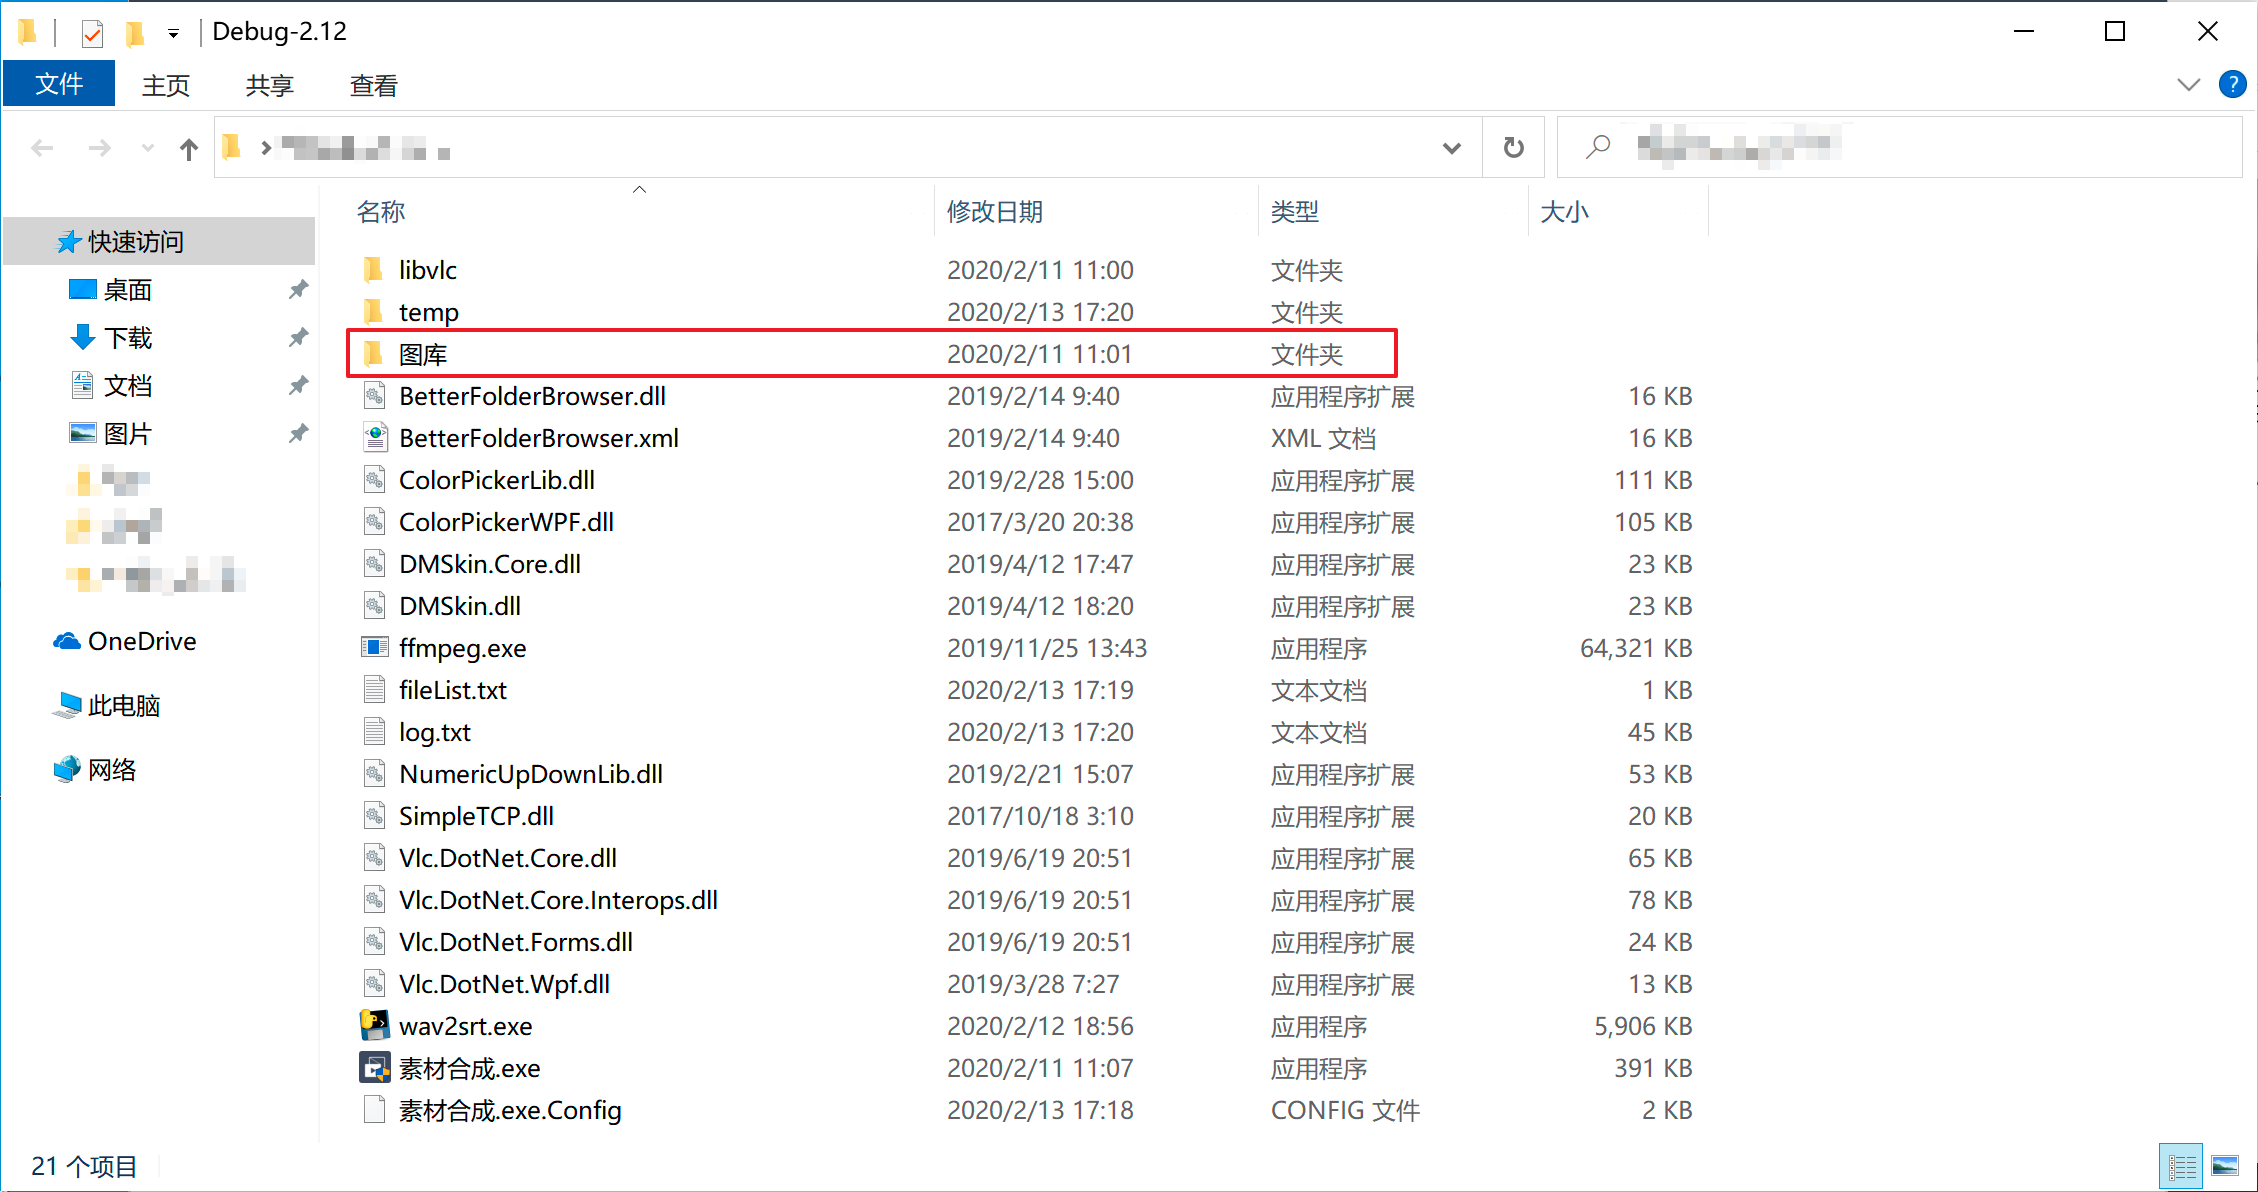 Debug-2.12
文件 主页 共享 查看
名称 修改日期 类型 大小
快速访问
桌面
下载
文档
图片
OneDrive
此电脑
网络
libvlc 2020/2/11 11:00 文件夹
temp 2020/2/13 17:20 文件夹
图库 2020/2/11 11:01 文件夹
BetterFolderBrowser.dll 2019/2/14 9:40 应用程序扩展 16 KB
BetterFolderBrowser.xml 2019/2/14 9:40 XML 文档 16 KB
ColorPickerLib.dll 2019/2/28 15:00 应用程序扩展 111 KB
ColorPickerWPF.dll 2017/3/20 20:38 应用程序扩展 105 KB
DMSkin.Core.dll 2019/4/12 17:47 应用程序扩展 23 KB
DMSkin.dll 2019/4/12 18:20 应用程序扩展 23 KB
ffmpeg.exe 2019/11/25 13:43 应用程序 64,321 KB
fileList.txt 2020/2/13 17:19 文本文档 1 KB
log.txt 2020/2/13 17:20 文本文档 45 KB
NumericUpDownLib.dll 2019/2/21 15:07 应用程序扩展 53 KB
SimpleTCP.dll 2017/10/18 3:10 应用程序扩展 20 KB
Vlc.DotNet.Core.dll 2019/6/19 20:51 应用程序扩展 65 KB
Vlc.DotNet.Core.Interops.dll 2019/6/19 20:51 应用程序扩展 78 KB
Vlc.DotNet.Forms.dll 2019/6/19 20:51 应用程序扩展 24 KB
Vlc.DotNet.Wpf.dll 2019/3/28 7:27 应用程序扩展 13 KB
wav2srt.exe 2020/2/12 18:56 应用程序 5,906 KB
素材合成.exe 2020/2/11 11:07 应用程序 391 KB
素材合成.exe.Config 2020/2/13 17:18 CONFIG 文件 2 KB
21 个项目